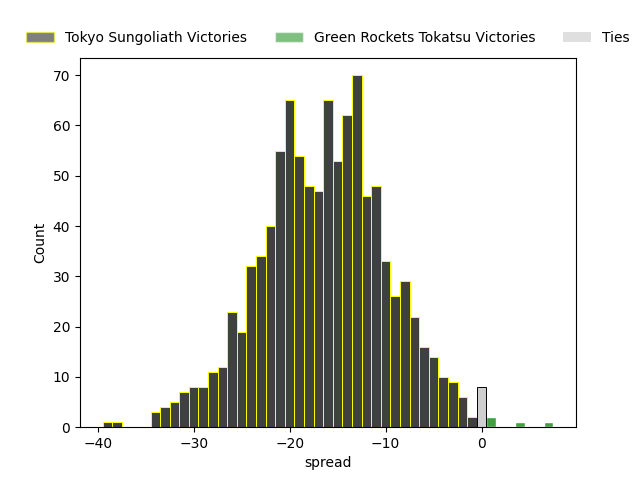 Tokyo Sungoliath Victories Green Rockets Tokatsu Victories Ties
70
60
50
40
30
20
10
0
Count
−40 −30 −20 −10 0
spread